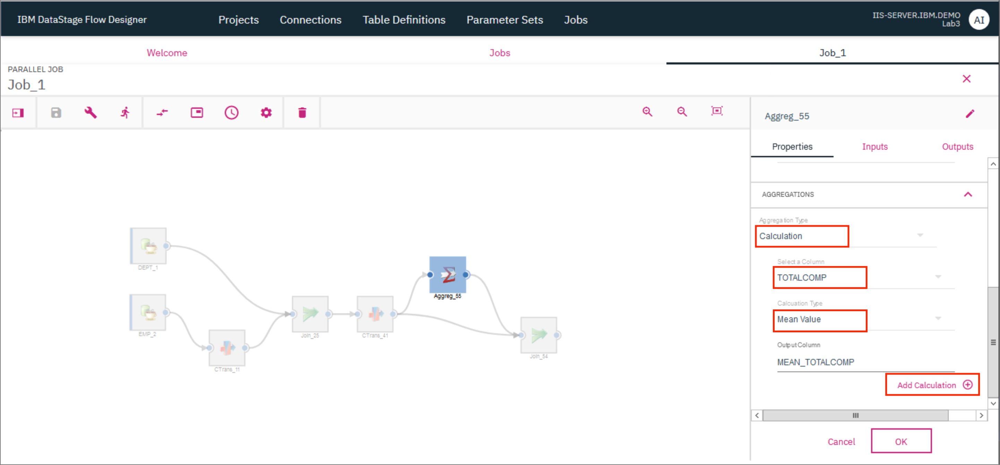 IBM DataStage Flow Designer
Projects
Connections
Table Definitions
Parameter Sets
Jobs
IIS-SERVER.IBM.DEMO
Lab3
AI
Welcome
Jobs
Job_1
PARALLEL JOB
Job_1
Aggreg_55
Properties
Inputs
Outputs
AGGREGATIONS
Aggregation Type
Calculation
Select a Column
TOTALCOMP
Calcuation Type
Mean Value
Output Column
MEAN_TOTALCOMP
Add Calculation
Cancel
OK
DEPT_1
EMP_2
CTrans_11
Join_25
CTrans_41
Aggreg_55
Join_54